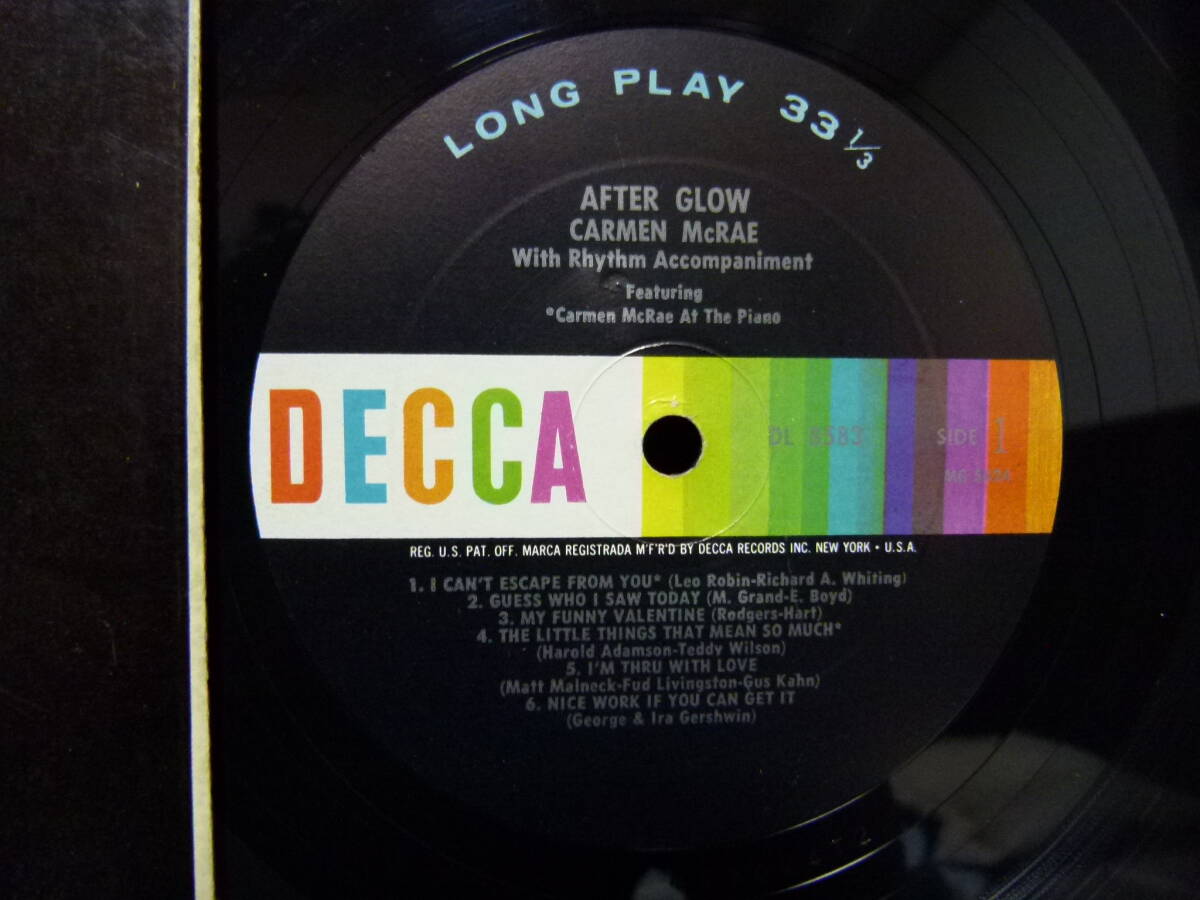 LONG PLAY 33 1/3
AFTER GLOW
CARMEN McRAE
With Rhythm Accompaniment
Featuring
*Carmen McRae At The Piano
DECCA
DL 8583
SIDE 1
MG
REG. U.S. PAT. OFF. MARCA REGISTRADA M'F'R'D BY DECCA RECORDS INC. NEW YORK • U.S.A.
1. I CAN'T ESCAPE FROM YOU* (Leo Robin-Richard A. Whiting)
2. GUESS WHO I SAW TODAY (M. Grand-E. Boyd)
3. MY FUNNY VALENTINE (Rodgers-Hart)
4. THE LITTLE THINGS THAT MEAN SO MUCH*
(Harold Adamson-Teddy Wilson)
5. I'M THRU WITH LOVE
(Matt Malneck-Fud Livingston-Gus Kahn)
6. NICE WORK IF YOU CAN GET IT
(George & Ira Gershwin)